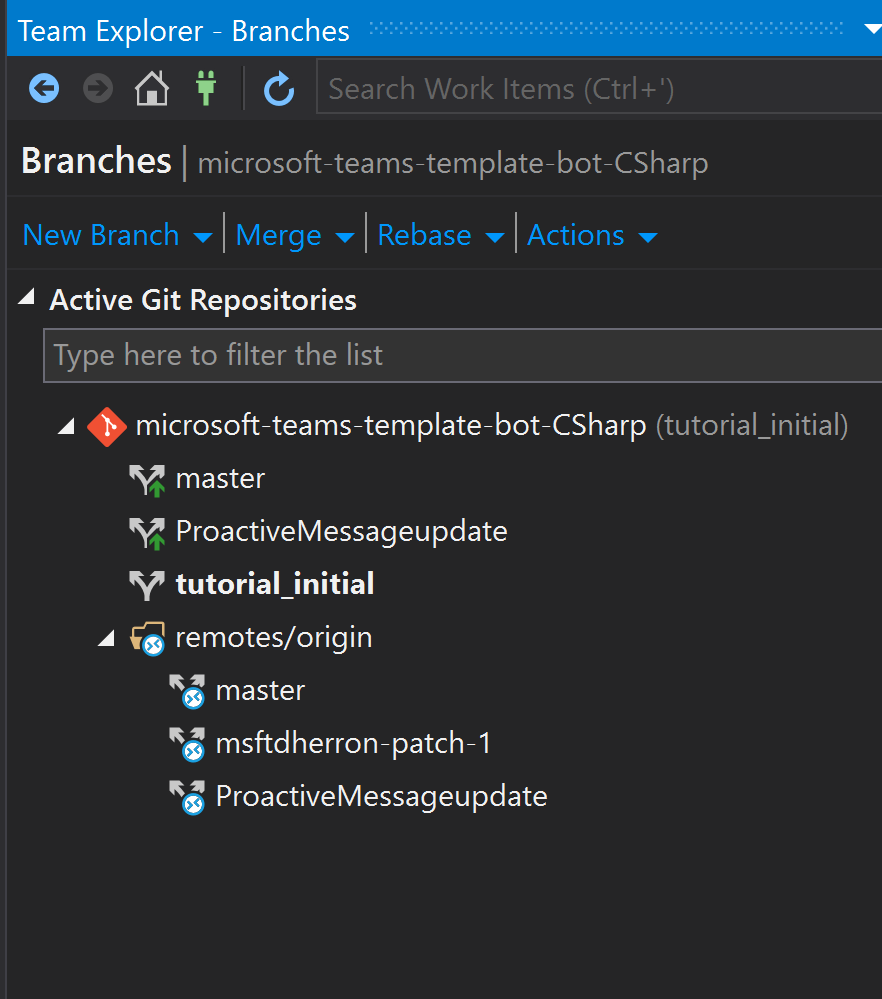 Team Explorer - Branches
Search Work Items (Ctrl+')
Branches | microsoft-teams-template-bot-CSharp
New Branch | Merge | Rebase | Actions
Active Git Repositories
Type here to filter the list
microsoft-teams-template-bot-CSharp (tutorial_initial)
master
ProactiveMessageupdate
tutorial_initial
remotes/origin
master
msftdherron-patch-1
ProactiveMessageupdate